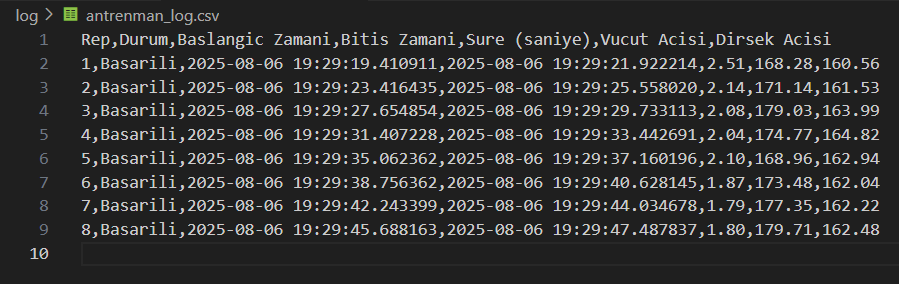 log > antrenman_log.csv
1 Rep,Durum,Baslangic Zamani,Bitis Zamani,Sure (saniye),Vucut Acisi,Dirsek Acisi
2 1,Basarili,2025-08-06 19:29:19.410911,2025-08-06 19:29:21.922214,2.51,168.28,160.56
3 2,Basarili,2025-08-06 19:29:23.416435,2025-08-06 19:29:25.558020,2.14,171.14,161.53
4 3,Basarili,2025-08-06 19:29:27.654854,2025-08-06 19:29:29.733113,2.08,179.03,163.99
5 4,Basarili,2025-08-06 19:29:31.407228,2025-08-06 19:29:33.442691,2.04,174.77,164.82
6 5,Basarili,2025-08-06 19:29:35.062362,2025-08-06 19:29:37.160196,2.10,168.96,162.94
7 6,Basarili,2025-08-06 19:29:38.756362,2025-08-06 19:29:40.628145,1.87,173.48,162.04
8 7,Basarili,2025-08-06 19:29:42.243399,2025-08-06 19:29:44.034678,1.79,177.35,162.22
9 8,Basarili,2025-08-06 19:29:45.688163,2025-08-06 19:29:47.487837,1.80,179.71,162.48
10